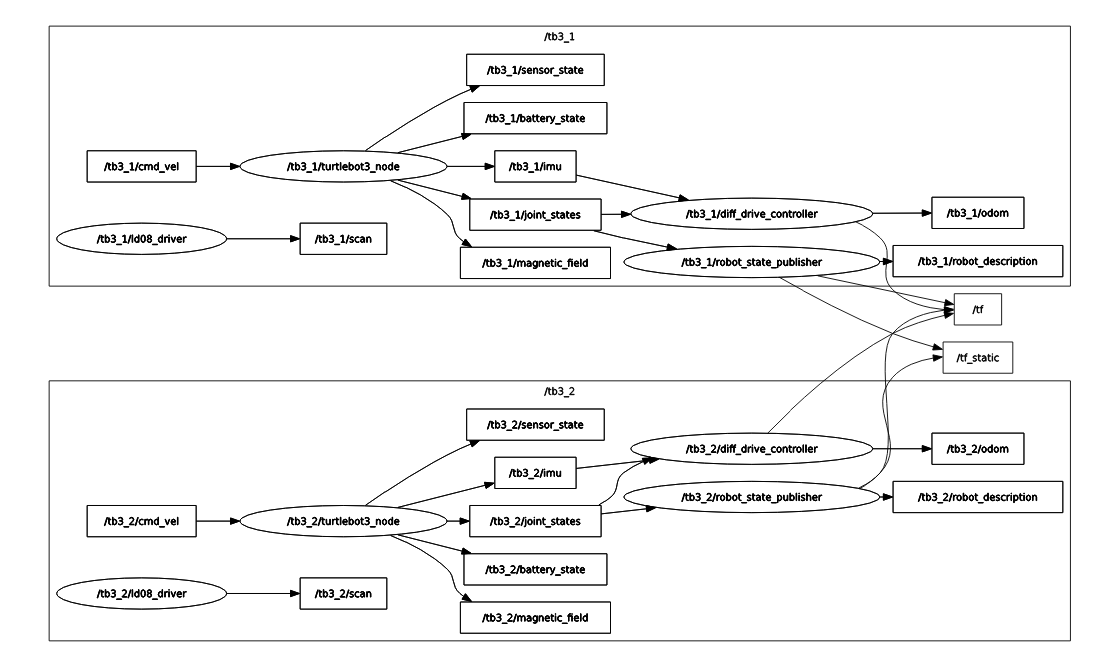 /tb3_1
/tb3_1/sensor_state
/tb3_1/battery_state
/tb3_1/cmd_vel
/tb3_1/turtlebot3_node
/tb3_1/imu
/tb3_1/joint_states
/tb3_1/diff_drive_controller
/tb3_1/odom
/tb3_1/ld08_driver
/tb3_1/scan
/tb3_1/magnetic_field
/tb3_1/robot_state_publisher
/tb3_1/robot_description
/tf
/tf_static
/tb3_2
/tb3_2/sensor_state
/tb3_2/diff_drive_controller
/tb3_2/odom
/tb3_2/imu
/tb3_2/robot_state_publisher
/tb3_2/robot_description
/tb3_2/cmd_vel
/tb3_2/turtlebot3_node
/tb3_2/joint_states
/tb3_2/battery_state
/tb3_2/ld08_driver
/tb3_2/scan
/tb3_2/magnetic_field